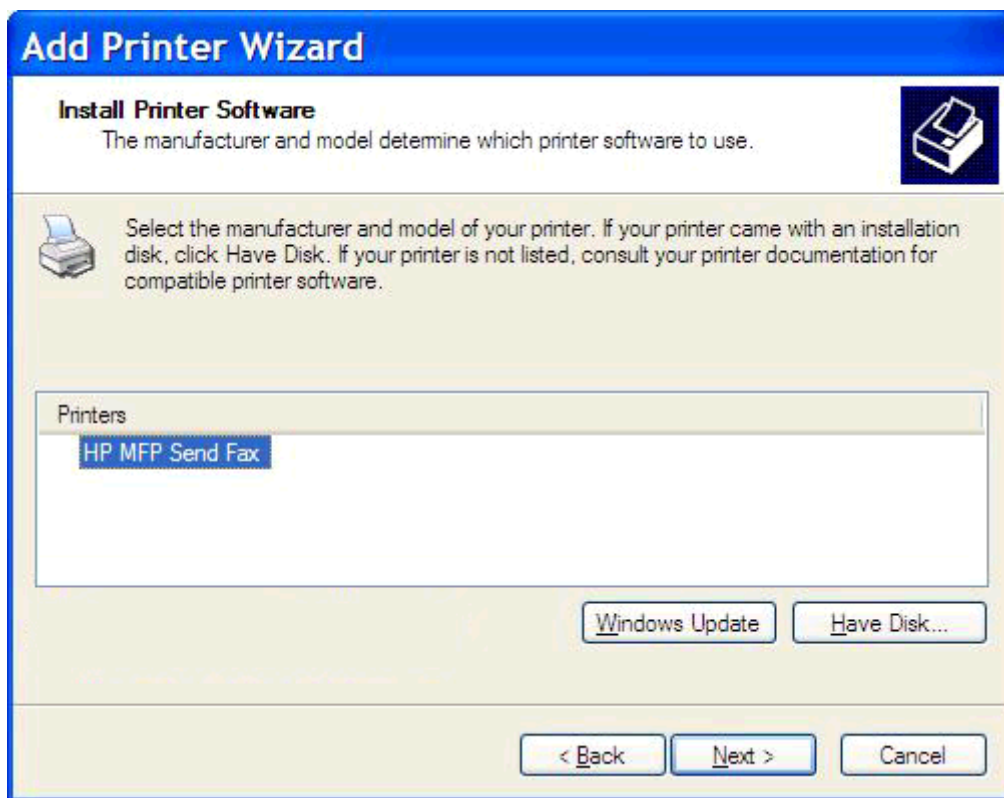 Add Printer Wizard
Install Printer Software
The manufacturer and model determine which printer software to use.
Select the manufacturer and model of your printer. If your printer came with an installation
disk, click Have Disk. If your printer is not listed, consult your printer documentation for
compatible printer software.
Printers
HP MFP Send Fax
Windows Update
Have Disk...
< Back
Next >
Cancel